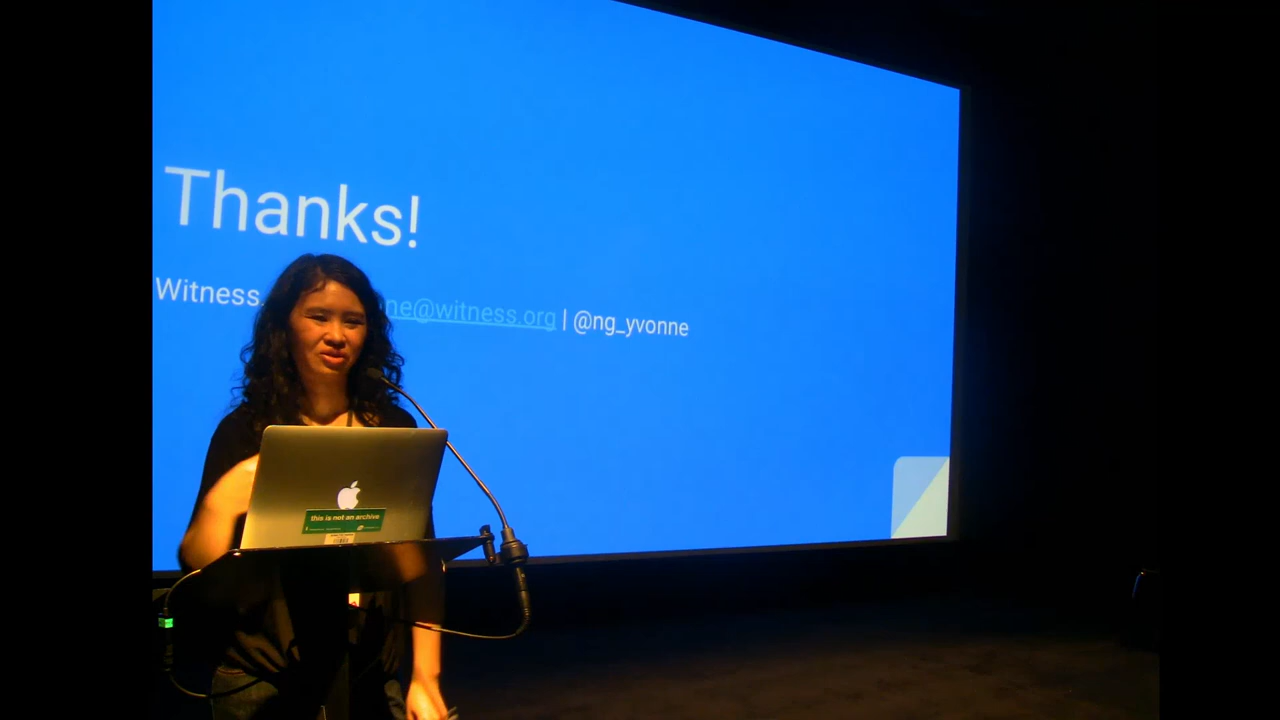 Thanks!
Witness. ne@witness.org | @ng_yvonne
this is not an archive